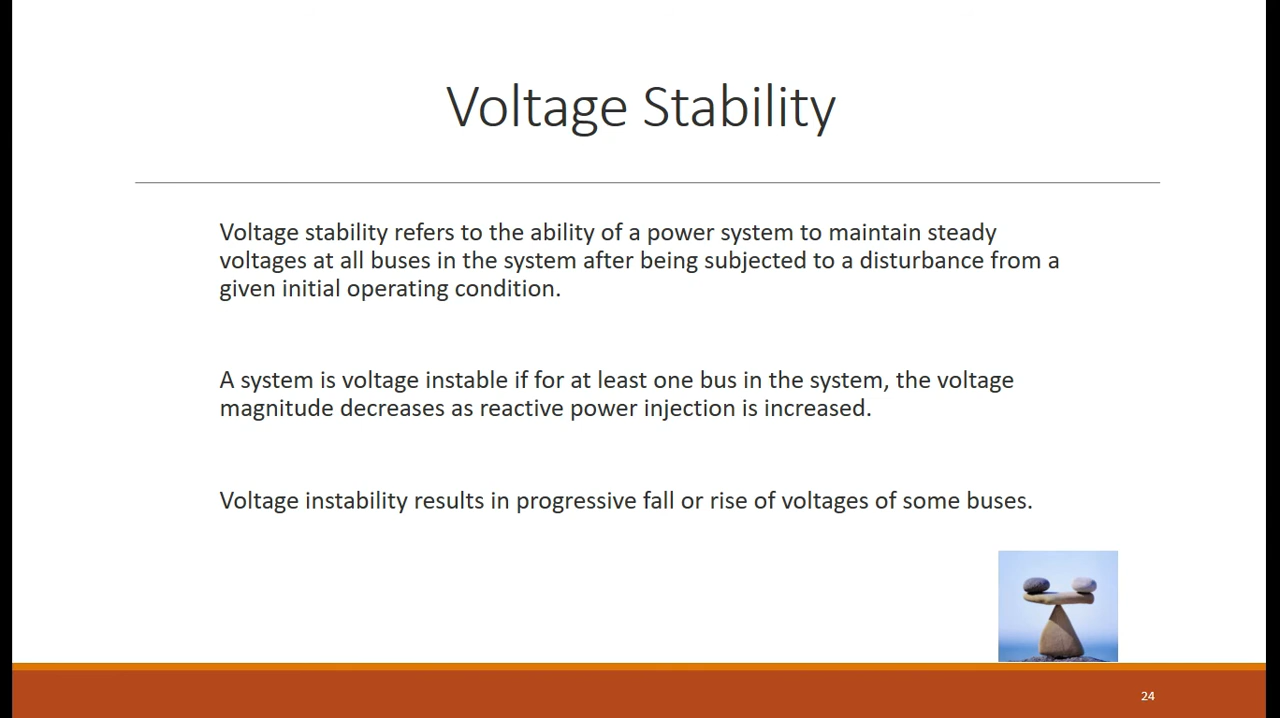 Voltage Stability
Voltage stability refers to the ability of a power system to maintain steady
voltages at all buses in the system after being subjected to a disturbance from a
given initial operating condition.
A system is voltage instable if for at least one bus in the system, the voltage
magnitude decreases as reactive power injection is increased.
Voltage instability results in progressive fall or rise of voltages of some buses.
24